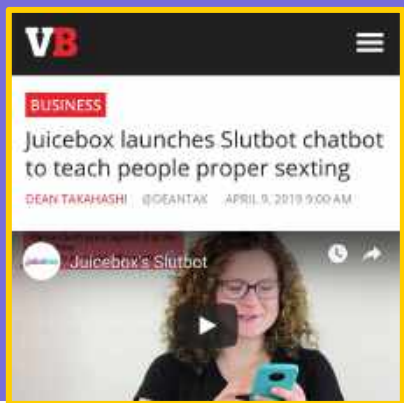 VB
BUSINESS
Juicebox launches Slutbot chatbot
to teach people proper sexting
DEAN TAKAHASHI @DEANTAK APRIL 9, 2019 9:00 AM
Juicebox's Slutbot